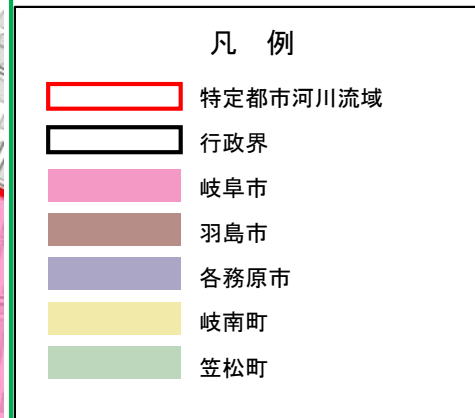 凡 例
特定都市河川流域
行政界
岐阜市
羽島市
各務原市
岐南町
笠松町